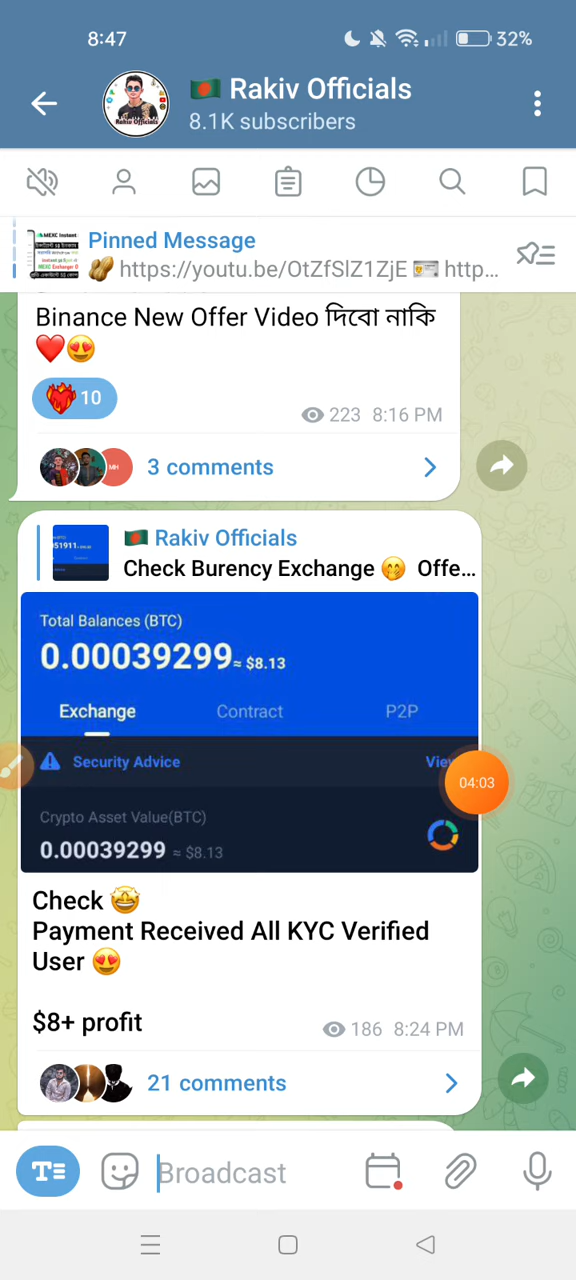 8:47
32%
🇧🇩 Rakiv Officials
8.1K subscribers
Pinned Message
🥜 https://youtu.be/OtZfSlZ1ZjE 🪪 http...
Binance New Offer Video দিবো নাকি
❤️😍
❤️‍🔥 10
223 8:16 PM
MH
3 comments
🇧🇩 Rakiv Officials
Check Burency Exchange 🤭 Offe...
Total Balances (BTC)
0.00039299≈ $8.13
Exchange Contract P2P
Security Advice
04:03
Crypto Asset Value(BTC)
0.00039299 ≈ $8.13
Check 🤩
Payment Received All KYC Verified
User 😍
$8+ profit
186 8:24 PM
21 comments
T
Broadcast